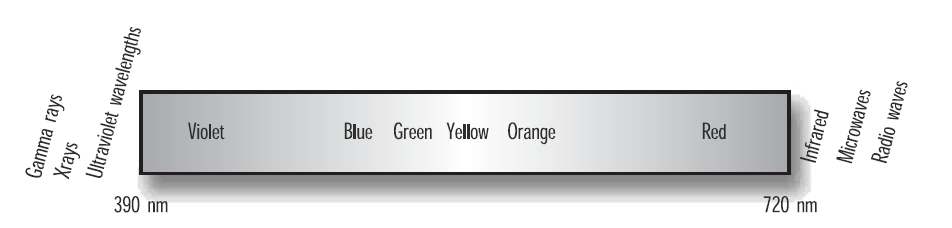 Gamma rays
Xrays
Ultraviolet wavelengths
Violet Blue Green Yellow Orange Red
Infrared
Microwaves
Radio waves
390 nm 720 nm